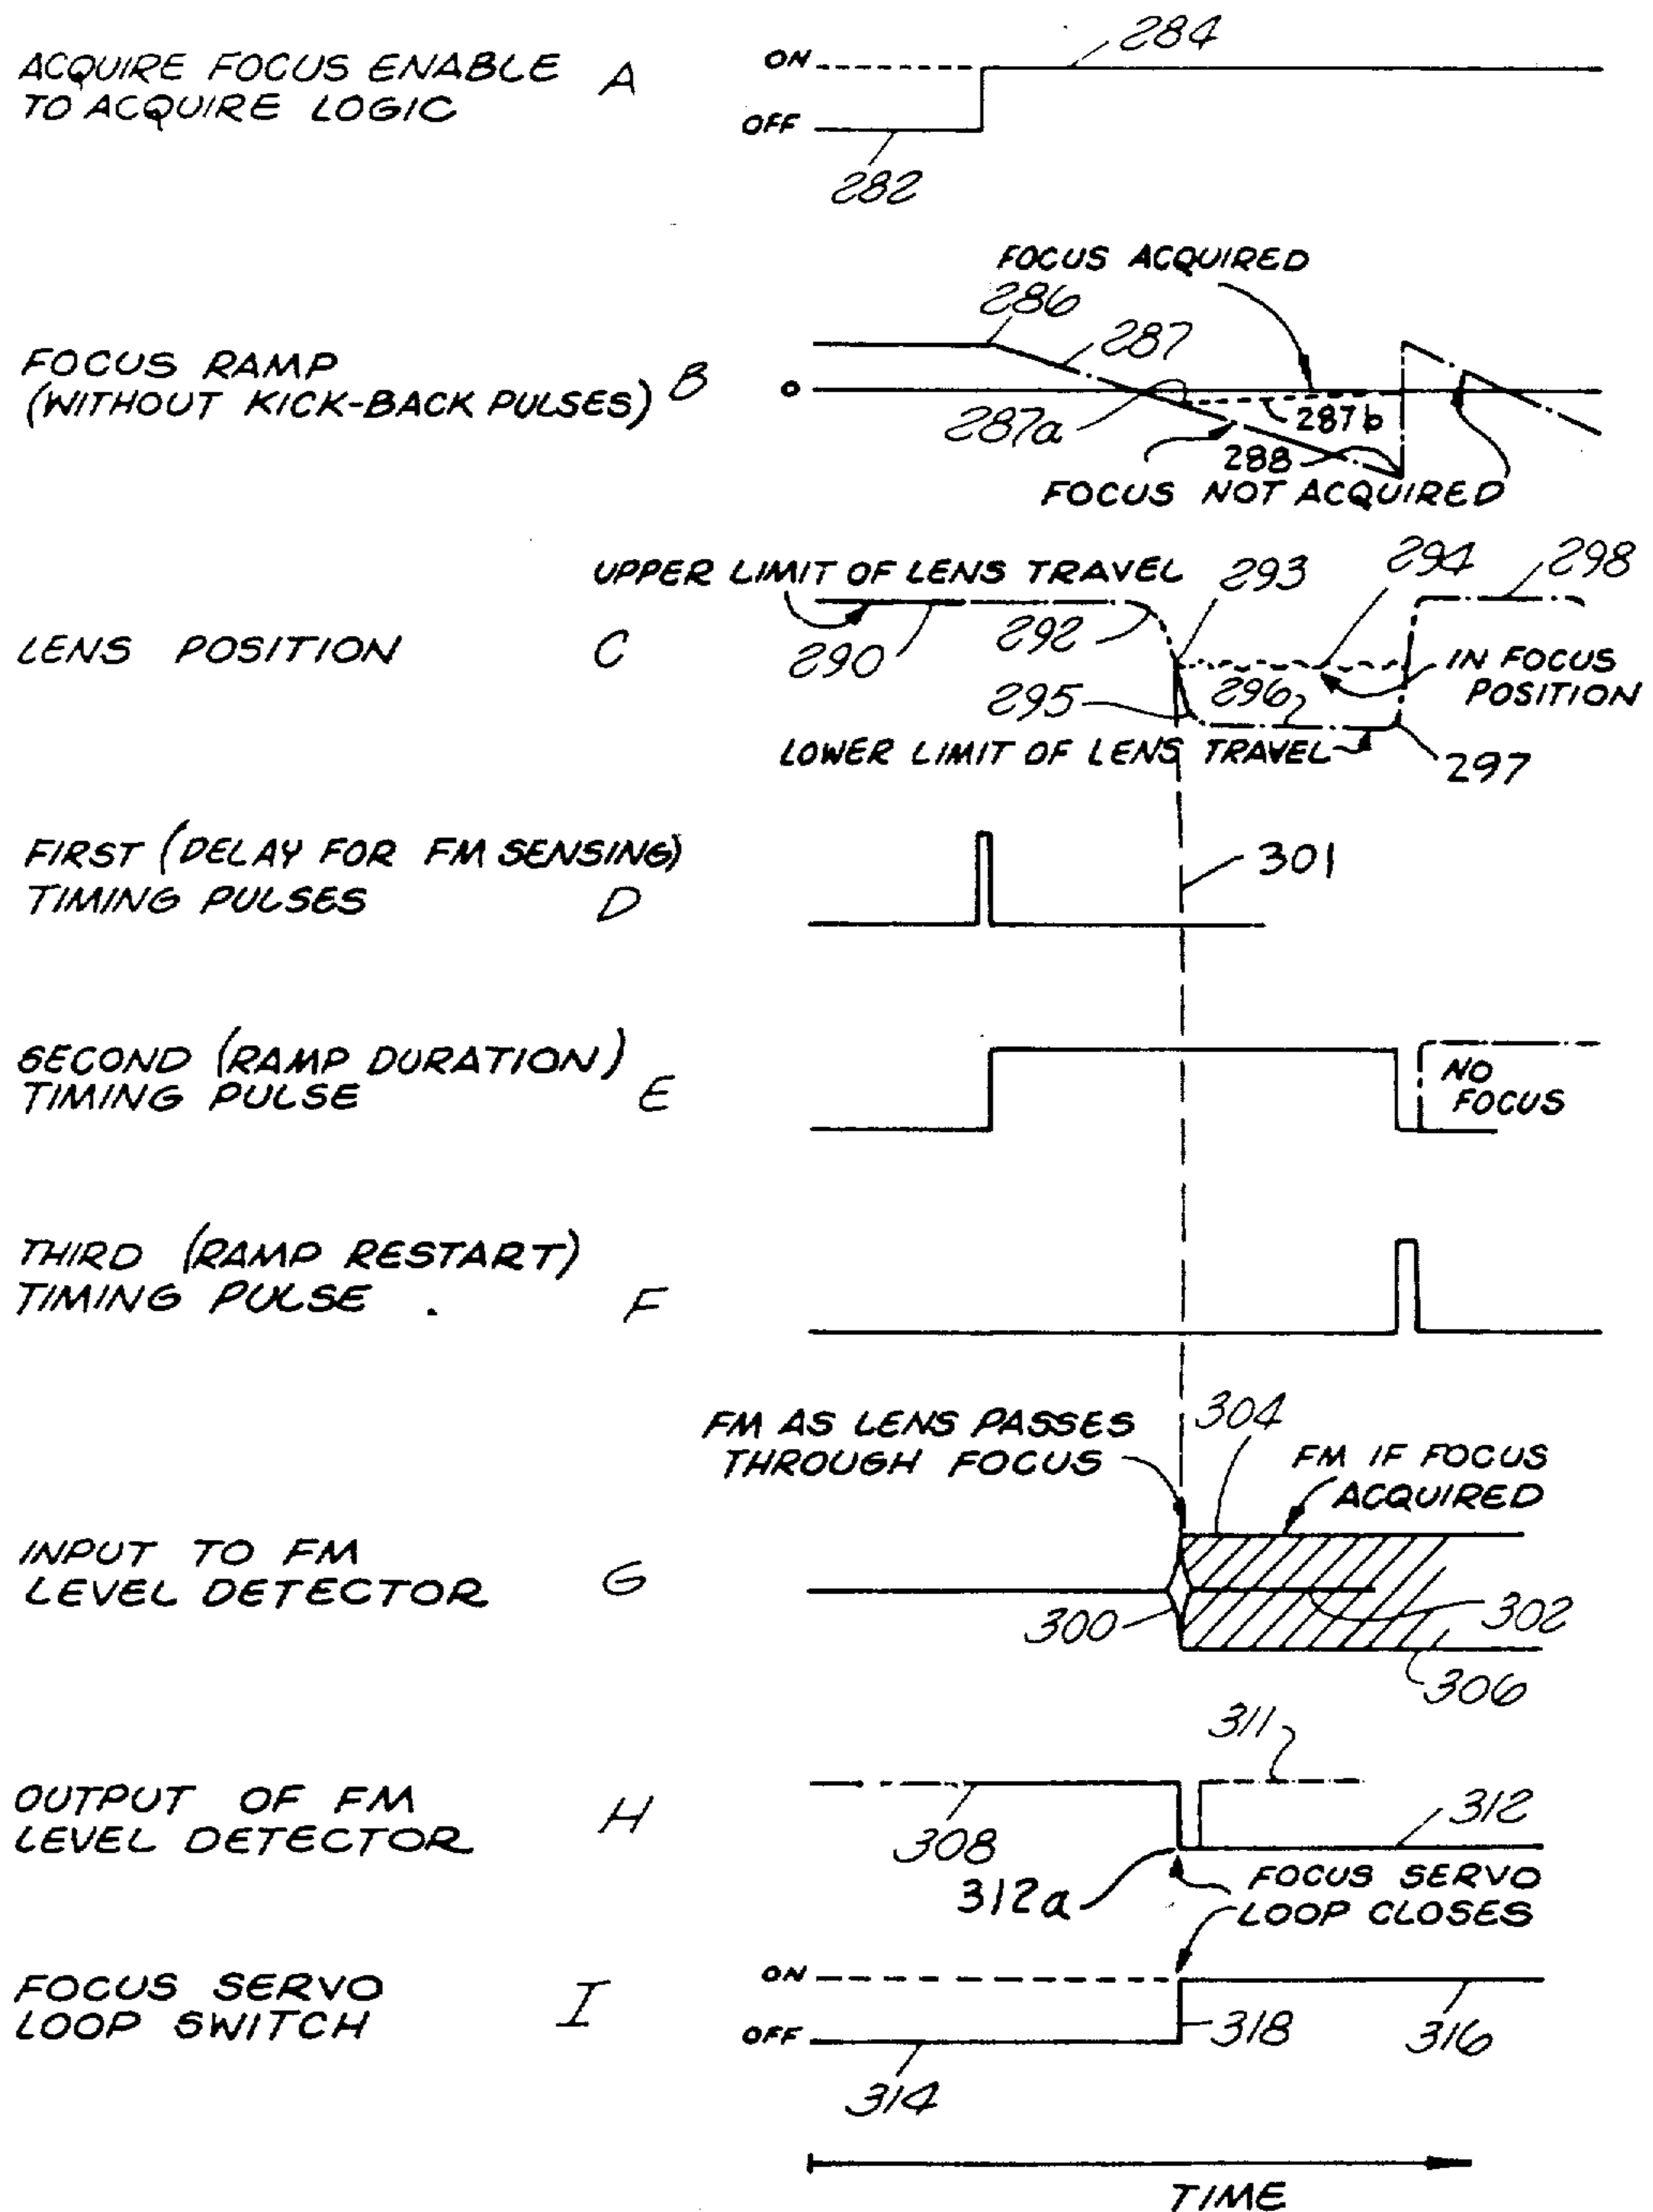 284
ACQUIRE FOCUS ENABLE
TO ACQUIRE LOGIC
A
ON
OFF
282
FOCUS ACQUIRED
286
287
FOCUS RAMP
(WITHOUT KICK-BACK PULSES)
B
0
287a
287b
288
FOCUS NOT ACQUIRED
UPPER LIMIT OF LENS TRAVEL
293
294
298
LENS POSITION
C
290
292
IN FOCUS
POSITION
295
296
LOWER LIMIT OF LENS TRAVEL
297
FIRST (DELAY FOR FM SENSING)
TIMING PULSES
D
301
SECOND (RAMP DURATION)
TIMING PULSE
E
NO
FOCUS
THIRD (RAMP RESTART)
TIMING PULSE
F
FM AS LENS PASSES
THROUGH FOCUS
304
FM IF FOCUS
ACQUIRED
INPUT TO FM
LEVEL DETECTOR
G
300
302
306
311
OUTPUT OF FM
LEVEL DETECTOR
H
308
312
312a
FOCUS SERVO
LOOP CLOSES
FOCUS SERVO
LOOP SWITCH
I
ON
OFF
318
316
314
TIME